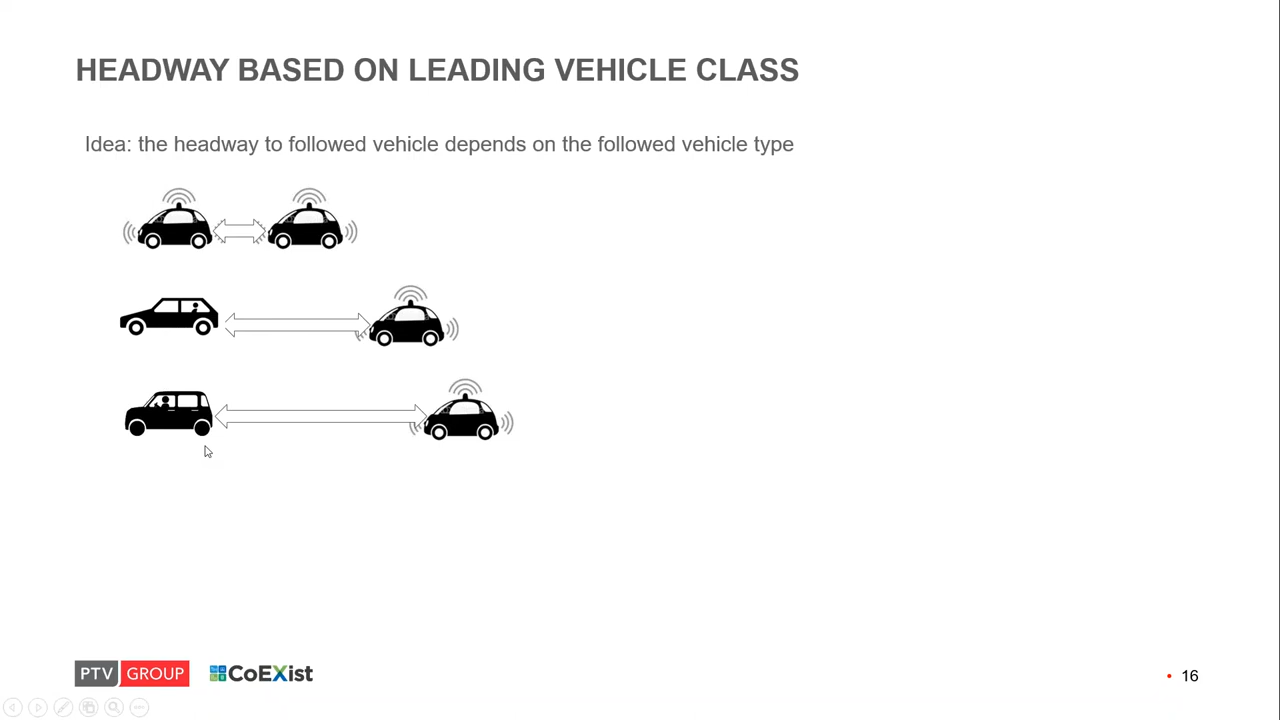 HEADWAY BASED ON LEADING VEHICLE CLASS
Idea: the headway to followed vehicle depends on the followed vehicle type
PTV GROUP
CoEXist
16